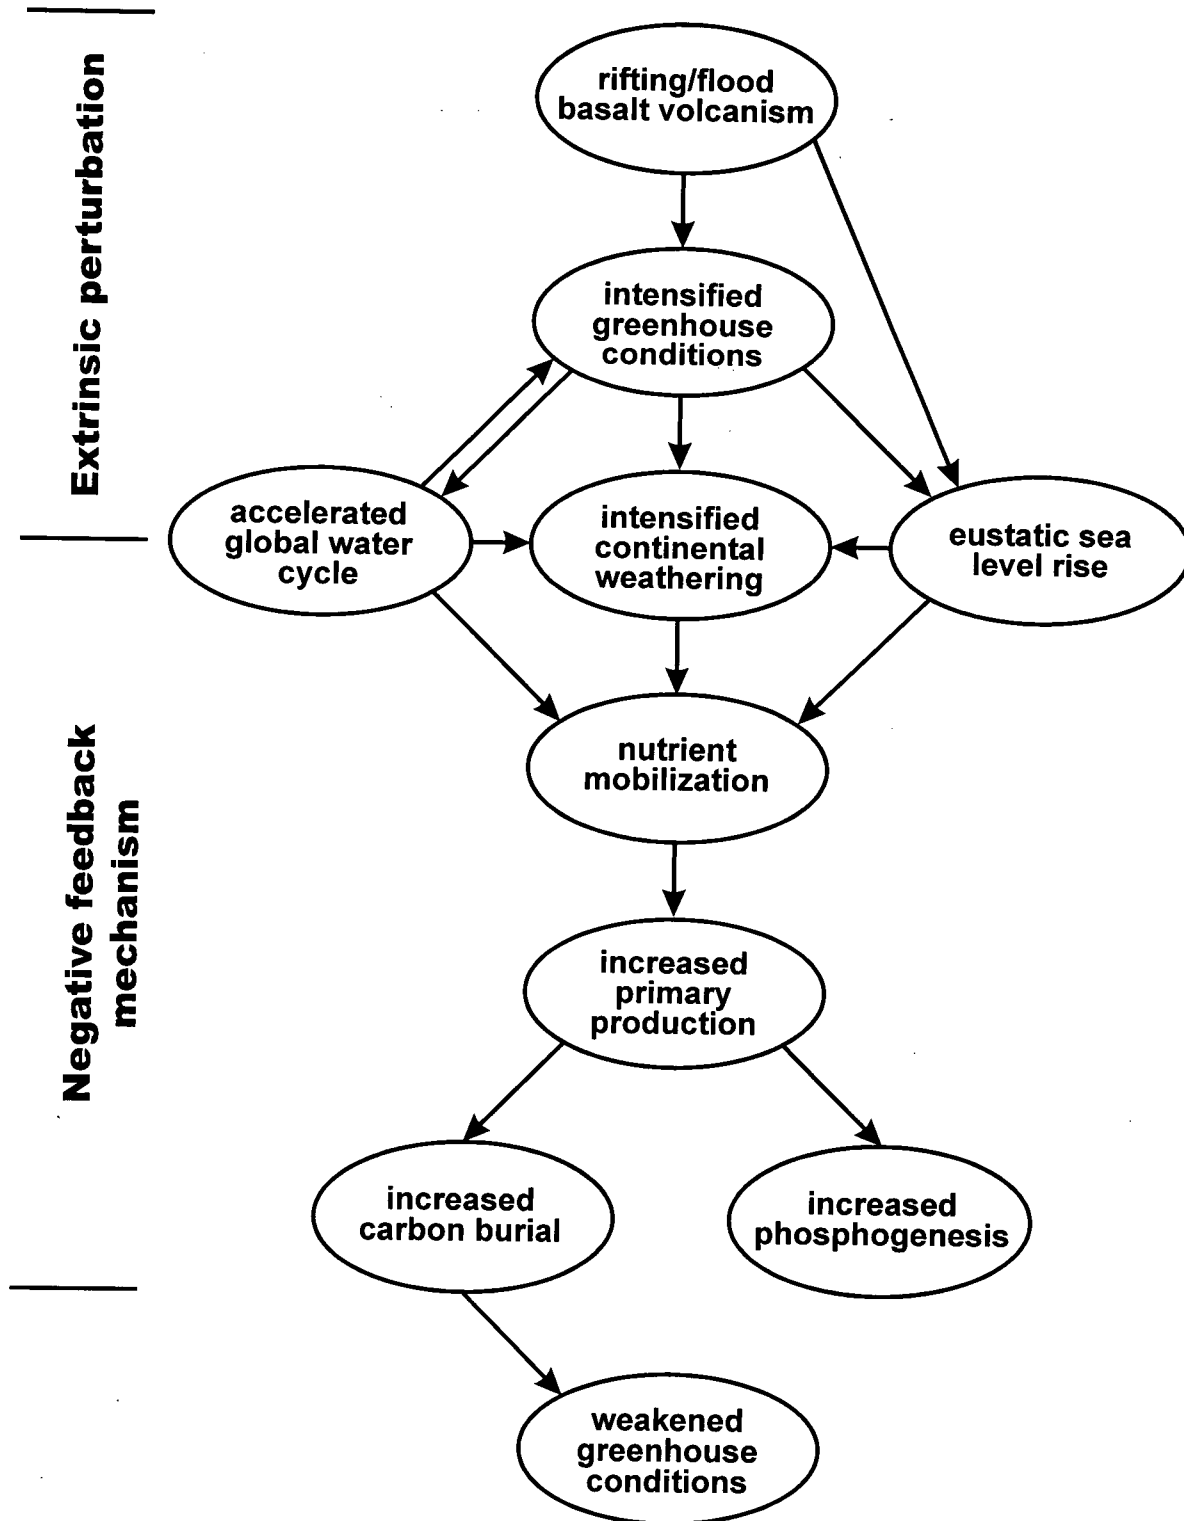 Extrinsic perturbation
rifting/flood
basalt volcanism
intensified
greenhouse
conditions
accelerated
global water
cycle
intensified
continental
weathering
eustatic sea
level rise
Negative feedback
mechanism
nutrient
mobilization
increased
primary
production
increased
carbon burial
increased
phosphogenesis
weakened
greenhouse
conditions